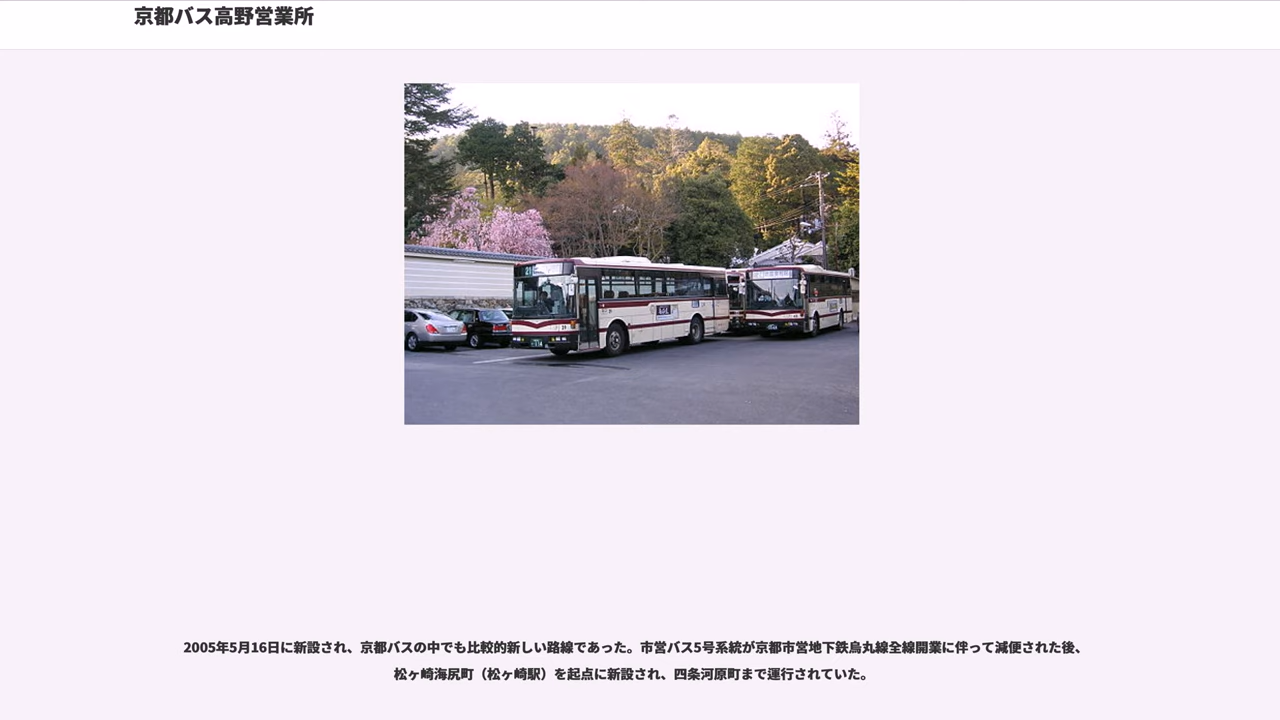 京都バス高野営業所
21
2005年5月16日に新設され、京都バスの中でも比較的新しい路線であった。市営バス5号系統が京都市営地下鉄烏丸線全線開業に伴って減便された後、
松ヶ崎海尻町（松ヶ崎駅）を起点に新設され、四条河原町まで運行されていた。